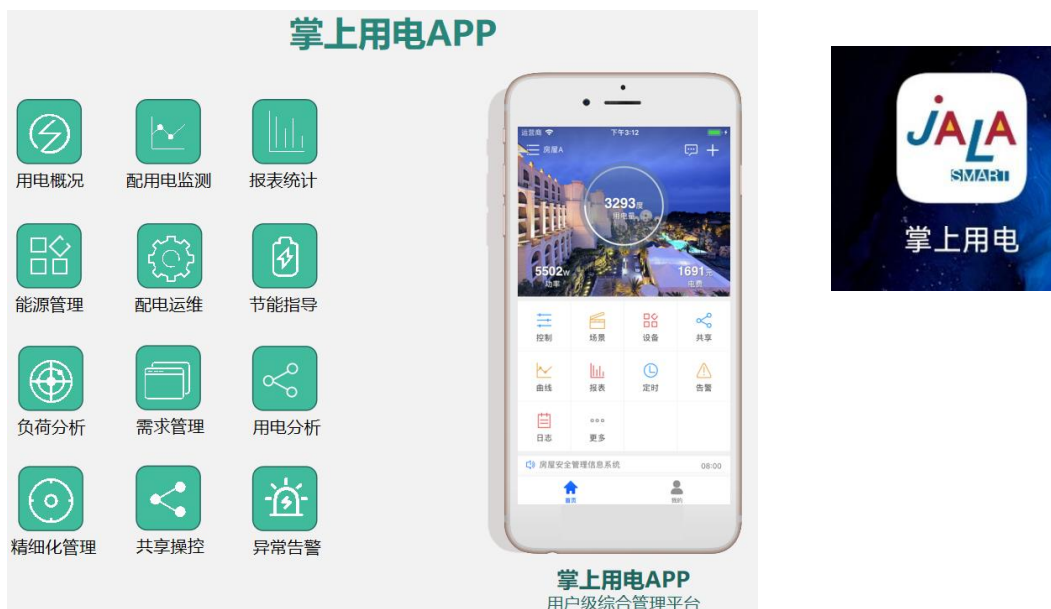 掌上用电APP
用电概况
配用电监测
报表统计
能源管理
配电运维
节能指导
负荷分析
需求管理
用电分析
精细化管理
共享操控
异常告警
运营商
下午3:12
房屋A
3293度
用电量
5502w
功率
1691元
电费
控制
场景
设备
共享
曲线
报表
定时
告警
日志
更多
房屋安全管理信息系统
08:00
首页
我的
掌上用电APP
用户级综合管理平台
JALA
SMART
掌上用电